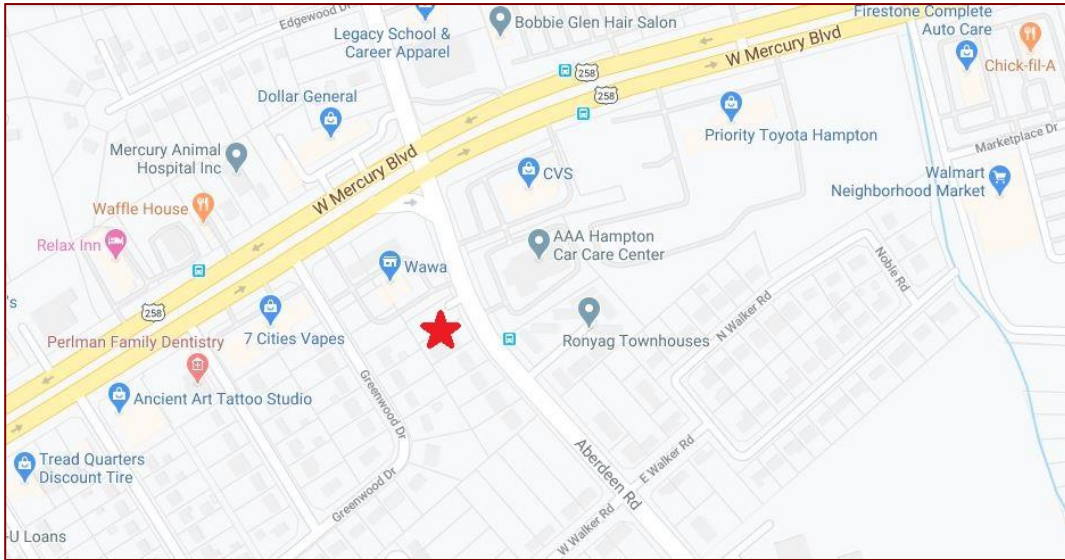 Edgewood Dr
Legacy School &
Career Apparel
Bobbie Glen Hair Salon
Firestone Complete
Auto Care
Chick-fil-A
W Mercury Blvd
258
258
Dollar General
Priority Toyota Hampton
Marketplace Dr
Mercury Animal
Hospital Inc
W Mercury Blvd
CVS
Walmart
Neighborhood Market
Waffle House
Relax Inn
AAA Hampton
Car Care Center
Wawa
Noble Rd
's
258
7 Cities Vapes
Ronyag Townhouses
N Walker Rd
Perlman Family Dentistry
Ancient Art Tattoo Studio
Greenwood Dr
Tread Quarters
Discount Tire
Greenwood Dr
Aberdeen Rd
E Walker Rd
W Walker Rd
-U Loans